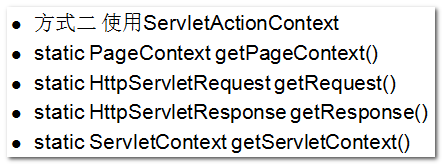 ● 方式二 使用ServletActionContext
● static PageContext getPageContext()
● static HttpServletRequest getRequest()
● static HttpServletResponse getResponse()
● static ServletContext getServletContext()